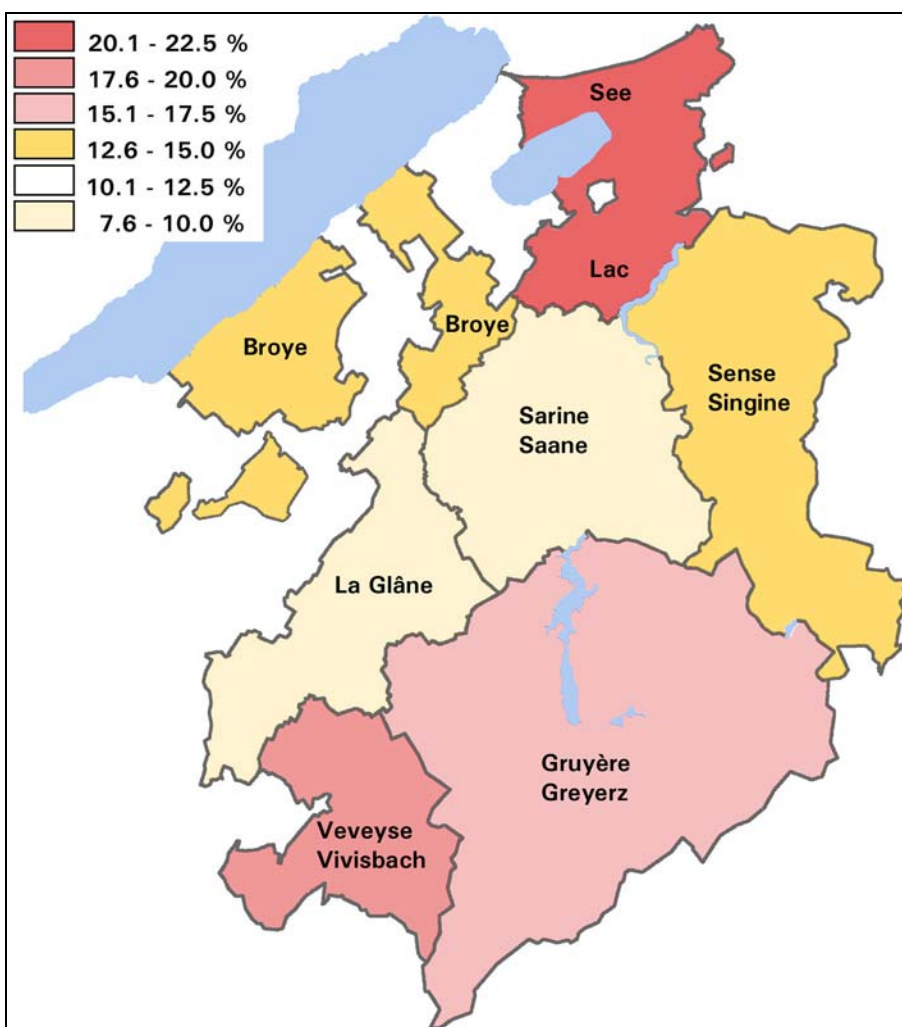 20.1 - 22.5 %
17.6 - 20.0 %
15.1 - 17.5 %
12.6 - 15.0 %
10.1 - 12.5 %
7.6 - 10.0 %
See
Lac
Broye
Broye
Sense
Singine
Sarine
Saane
La Glâne
Gruyère
Greyerz
Veveyse
Vivisbach